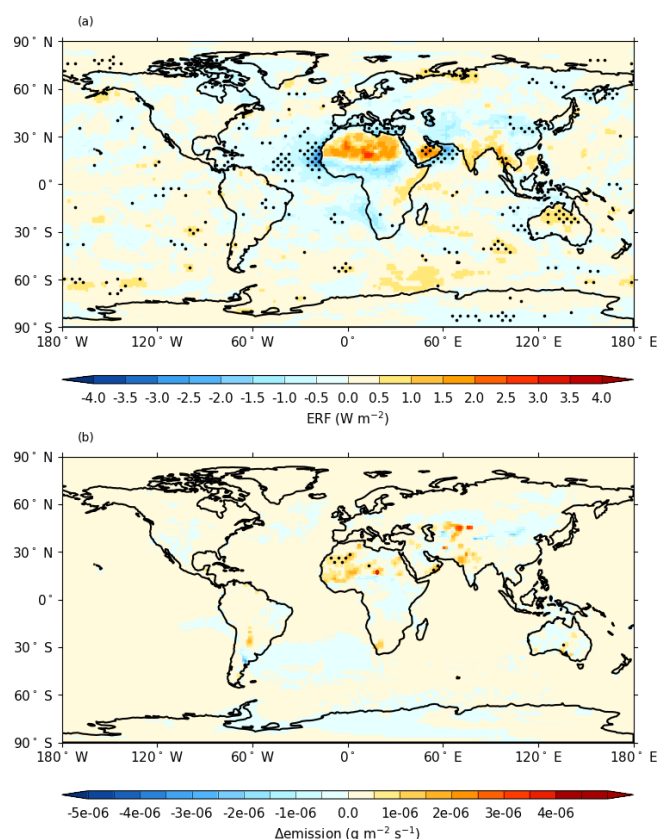 (a)
90° N
60° N
30° N
0°
30° S
60° S
90° S
180° W 120° W 60° W 0° 60° E 120° E 180° E
-4.0 -3.5 -3.0 -2.5 -2.0 -1.5 -1.0 -0.5 0.0 0.5 1.0 1.5 2.0 2.5 3.0 3.5 4.0
ERF (W m⁻²)
(b)
90° N
60° N
30° N
0°
30° S
60° S
90° S
180° W 120° W 60° W 0° 60° E 120° E 180° E
-5e-06 -4e-06 -3e-06 -2e-06 -1e-06 0.0 1e-06 2e-06 3e-06 4e-06
Δemission (g m⁻² s⁻¹)